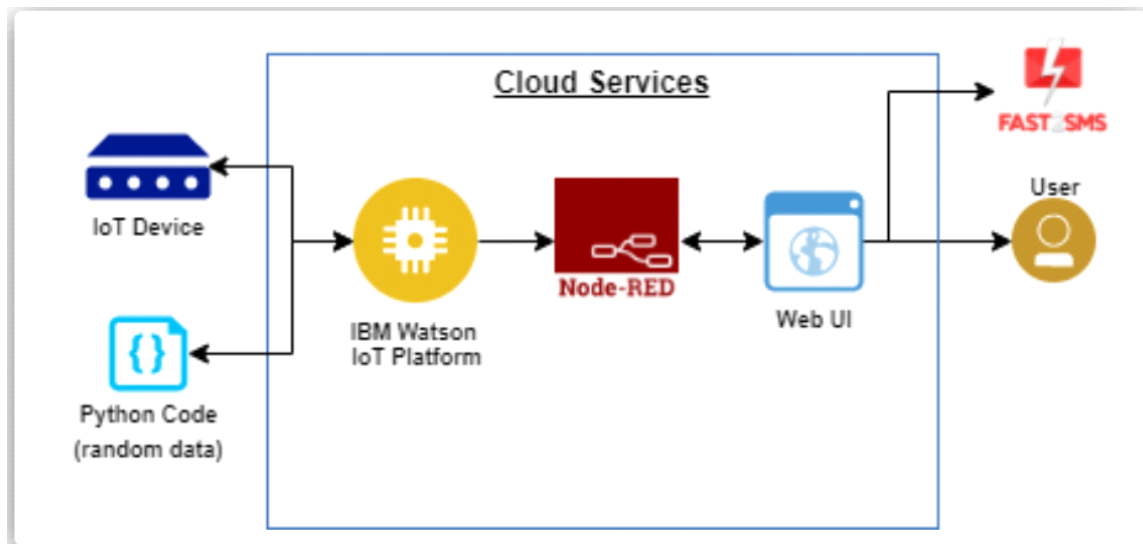 Cloud Services
FAST2SMS
IoT Device
User
Node-RED
Web UI
IBM Watson
IoT Platform
Python Code
(random data)